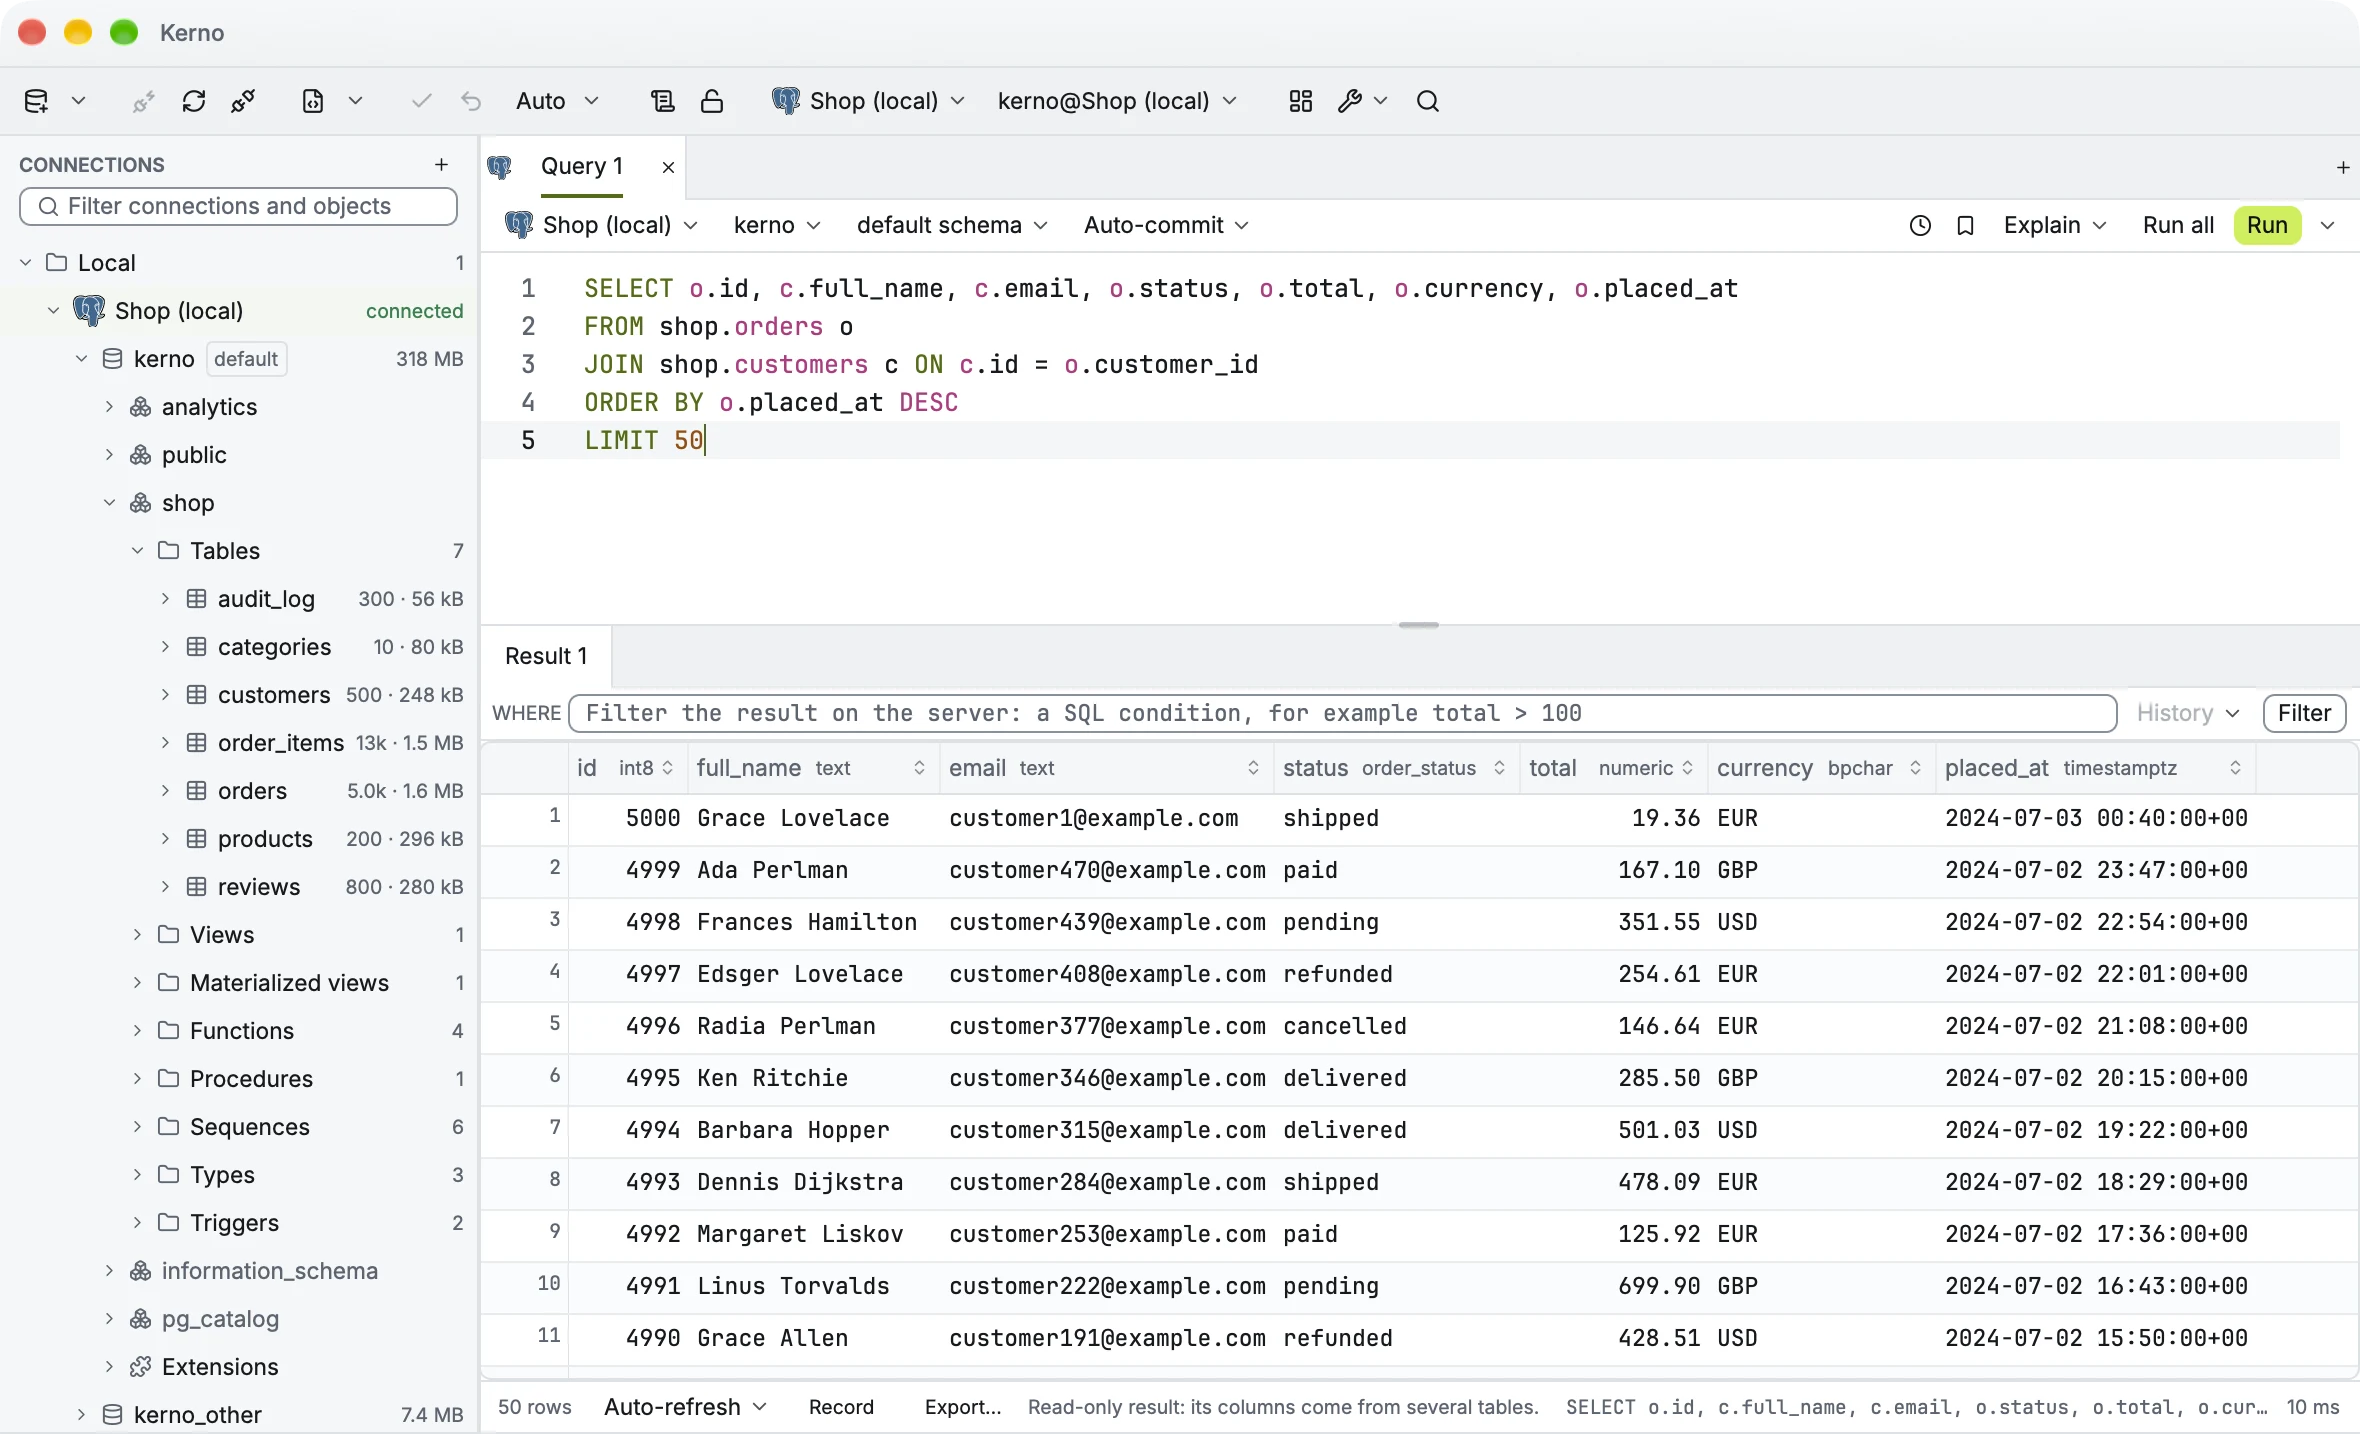 Kerno
Auto
Shop (local)
kerno@Shop (local)
CONNECTIONS
Filter connections and objects
Local 1
Shop (local) connected
kerno default 318 MB
analytics
public
shop
Tables 7
audit_log 300 · 56 kB
categories 10 · 80 kB
customers 500 · 248 kB
order_items 13k · 1.5 MB
orders 5.0k · 1.6 MB
products 200 · 296 kB
reviews 800 · 280 kB
Views 1
Materialized views 1
Functions 4
Procedures 1
Sequences 6
Types 3
Triggers 2
information_schema
pg_catalog
Extensions
kerno_other 7.4 MB
Query 1
Shop (local) kerno default schema Auto-commit Explain Run all Run
1 SELECT o.id, c.full_name, c.email, o.status, o.total, o.currency, o.placed_at
2 FROM shop.orders o
3 JOIN shop.customers c ON c.id = o.customer_id
4 ORDER BY o.placed_at DESC
5 LIMIT 50
Result 1
WHERE Filter the result on the server: a SQL condition, for example total > 100 History Filter
id int8 full_name text email text status order_status total numeric currency bpchar placed_at timestamptz
1 5000 Grace Lovelace customer1@example.com shipped 19.36 EUR 2024-07-03 00:40:00+00
2 4999 Ada Perlman customer470@example.com paid 167.10 GBP 2024-07-02 23:47:00+00
3 4998 Frances Hamilton customer439@example.com pending 351.55 USD 2024-07-02 22:54:00+00
4 4997 Edsger Lovelace customer408@example.com refunded 254.61 EUR 2024-07-02 22:01:00+00
5 4996 Radia Perlman customer377@example.com cancelled 146.64 EUR 2024-07-02 21:08:00+00
6 4995 Ken Ritchie customer346@example.com delivered 285.50 GBP 2024-07-02 20:15:00+00
7 4994 Barbara Hopper customer315@example.com delivered 501.03 USD 2024-07-02 19:22:00+00
8 4993 Dennis Dijkstra customer284@example.com shipped 478.09 EUR 2024-07-02 18:29:00+00
9 4992 Margaret Liskov customer253@example.com paid 125.92 EUR 2024-07-02 17:36:00+00
10 4991 Linus Torvalds customer222@example.com pending 699.90 GBP 2024-07-02 16:43:00+00
11 4990 Grace Allen customer191@example.com refunded 428.51 USD 2024-07-02 15:50:00+00
50 rows Auto-refresh Record Export... Read-only result: its columns come from several tables. SELECT o.id, c.full_name, c.email, o.status, o.total, o.cur… 10 ms